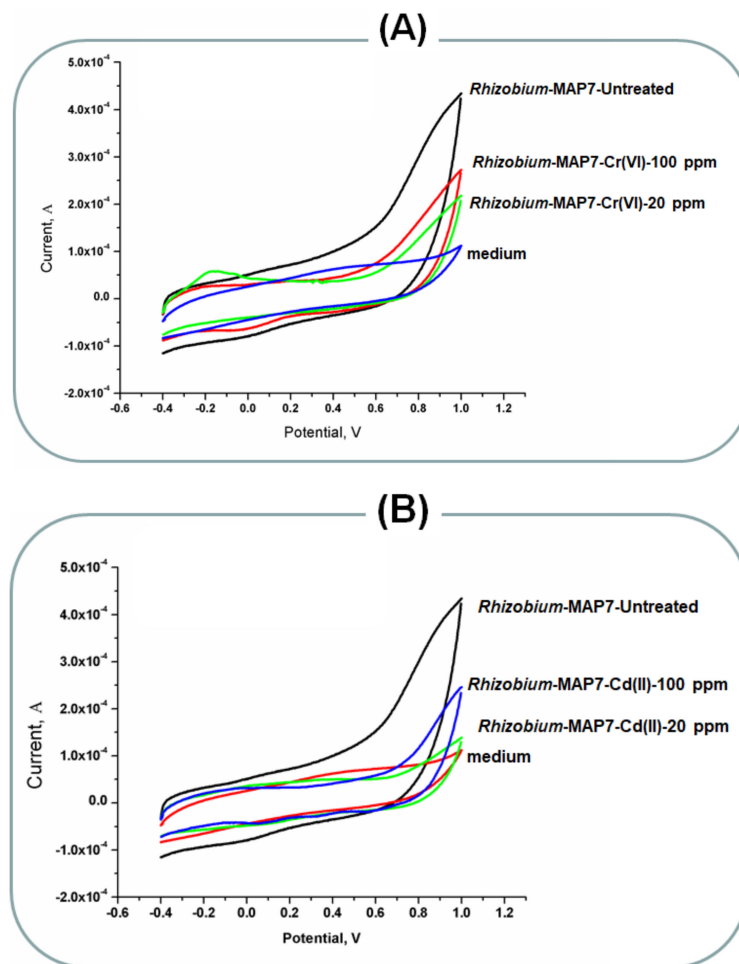 (A)
5.0x10⁻⁴
Rhizobium-MAP7-Untreated
4.0x10⁻⁴
3.0x10⁻⁴
Rhizobium-MAP7-Cr(VI)-100 ppm
2.0x10⁻⁴
Rhizobium-MAP7-Cr(VI)-20 ppm
1.0x10⁻⁴
medium
0.0
-1.0x10⁻⁴
-2.0x10⁻⁴
Current, A
-0.6 -0.4 -0.2 0.0 0.2 0.4 0.6 0.8 1.0 1.2
Potential, V
(B)
5.0x10⁻⁴
Rhizobium-MAP7-Untreated
4.0x10⁻⁴
3.0x10⁻⁴
Rhizobium-MAP7-Cd(II)-100 ppm
2.0x10⁻⁴
Rhizobium-MAP7-Cd(II)-20 ppm
1.0x10⁻⁴
medium
0.0
-1.0x10⁻⁴
-2.0x10⁻⁴
Current, A
-0.6 -0.4 -0.2 0.0 0.2 0.4 0.6 0.8 1.0 1.2
Potential, V